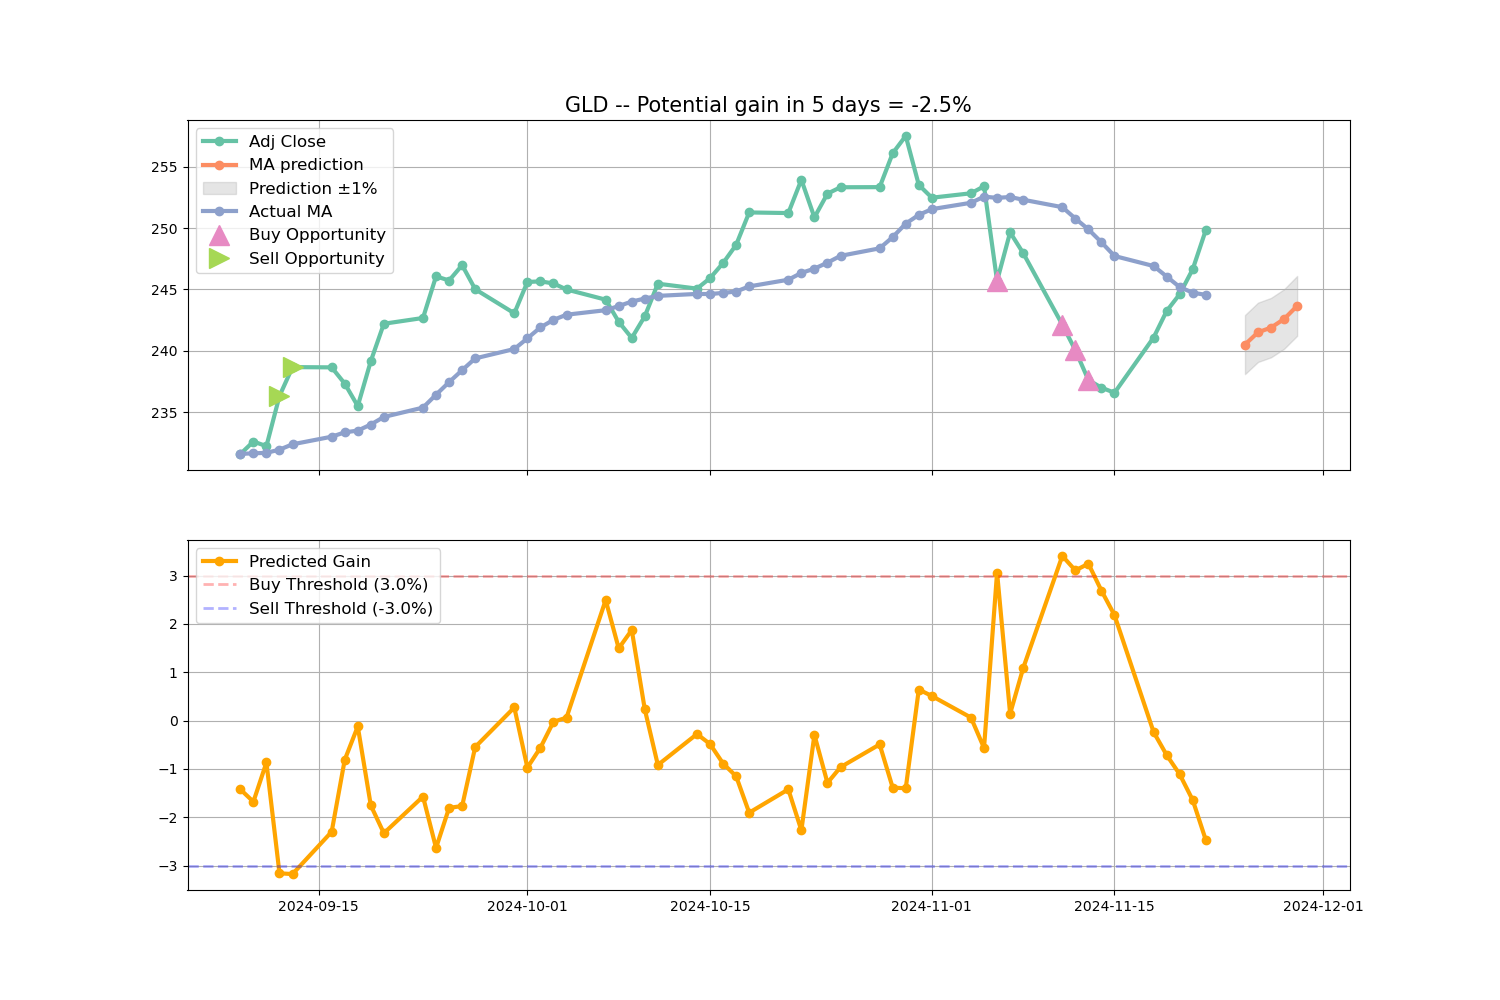 GLD -- Potential gain in 5 days = -2.5%
Adj Close
MA prediction
Prediction ±1%
Actual MA
Buy Opportunity
Sell Opportunity
255
250
245
240
235
Predicted Gain
Buy Threshold (3.0%)
Sell Threshold (-3.0%)
3
2
1
0
−1
−2
−3
2024-09-15 2024-10-01 2024-10-15 2024-11-01 2024-11-15 2024-12-01